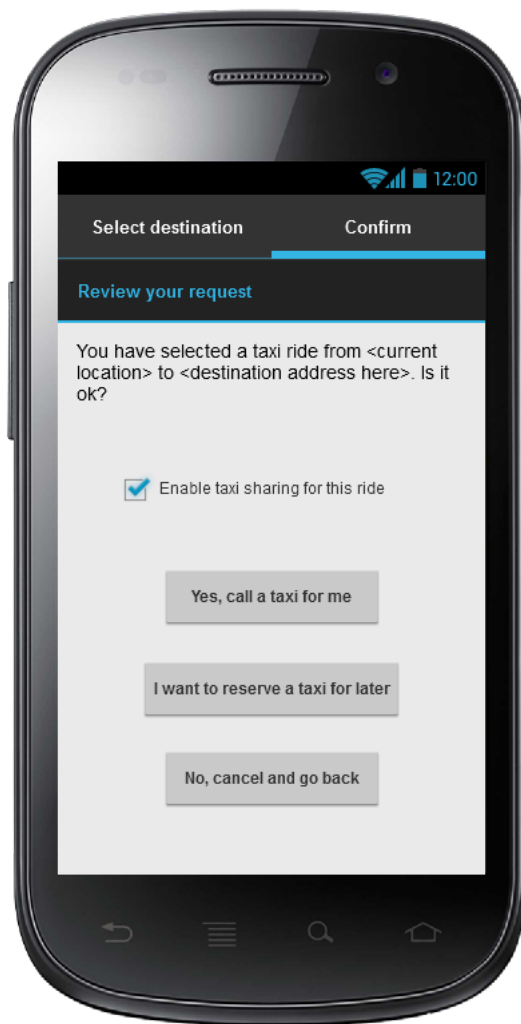 12:00
Select destination
Confirm
Review your request
You have selected a taxi ride from <current
location> to <destination address here>. Is it
ok?
Enable taxi sharing for this ride
Yes, call a taxi for me
I want to reserve a taxi for later
No, cancel and go back